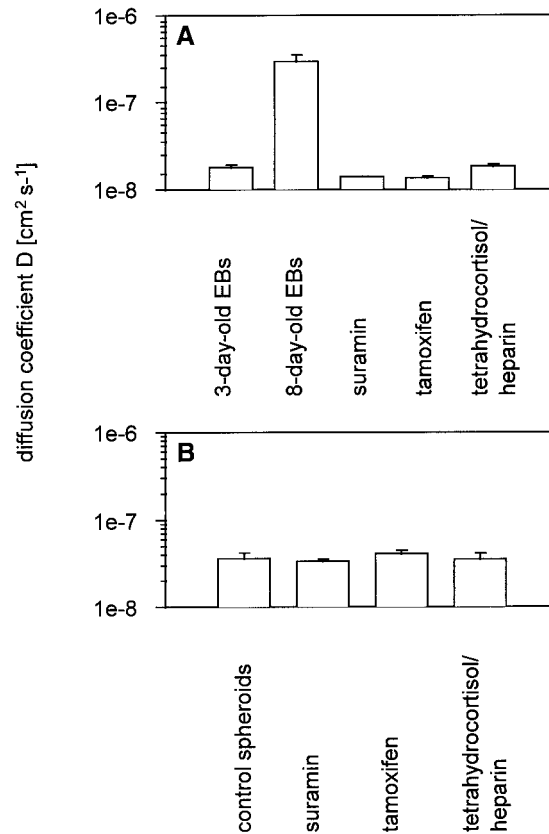 diffusion coefficient D [cm² s⁻¹]
A
1e-6
1e-7
1e-8
3-day-old EBs
8-day-old EBs
suramin
tamoxifen
tetrahydrocortisol/
heparin
B
1e-6
1e-7
1e-8
control spheroids
suramin
tamoxifen
tetrahydrocortisol/
heparin